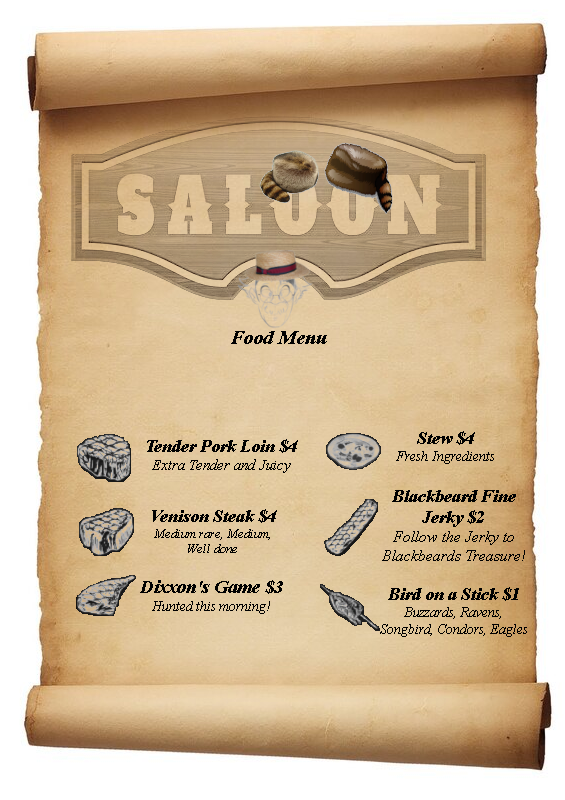 SALOON
Food Menu
Tender Pork Loin $4
Extra Tender and Juicy
Venison Steak $4
Medium rare, Medium,
Well done
Dixxon's Game $3
Hunted this morning!
Stew $4
Fresh Ingredients
Blackbeard Fine
Jerky $2
Follow the Jerky to
Blackbeards Treasure!
Bird on a Stick $1
Buzzards, Ravens,
Songbird, Condors, Eagles